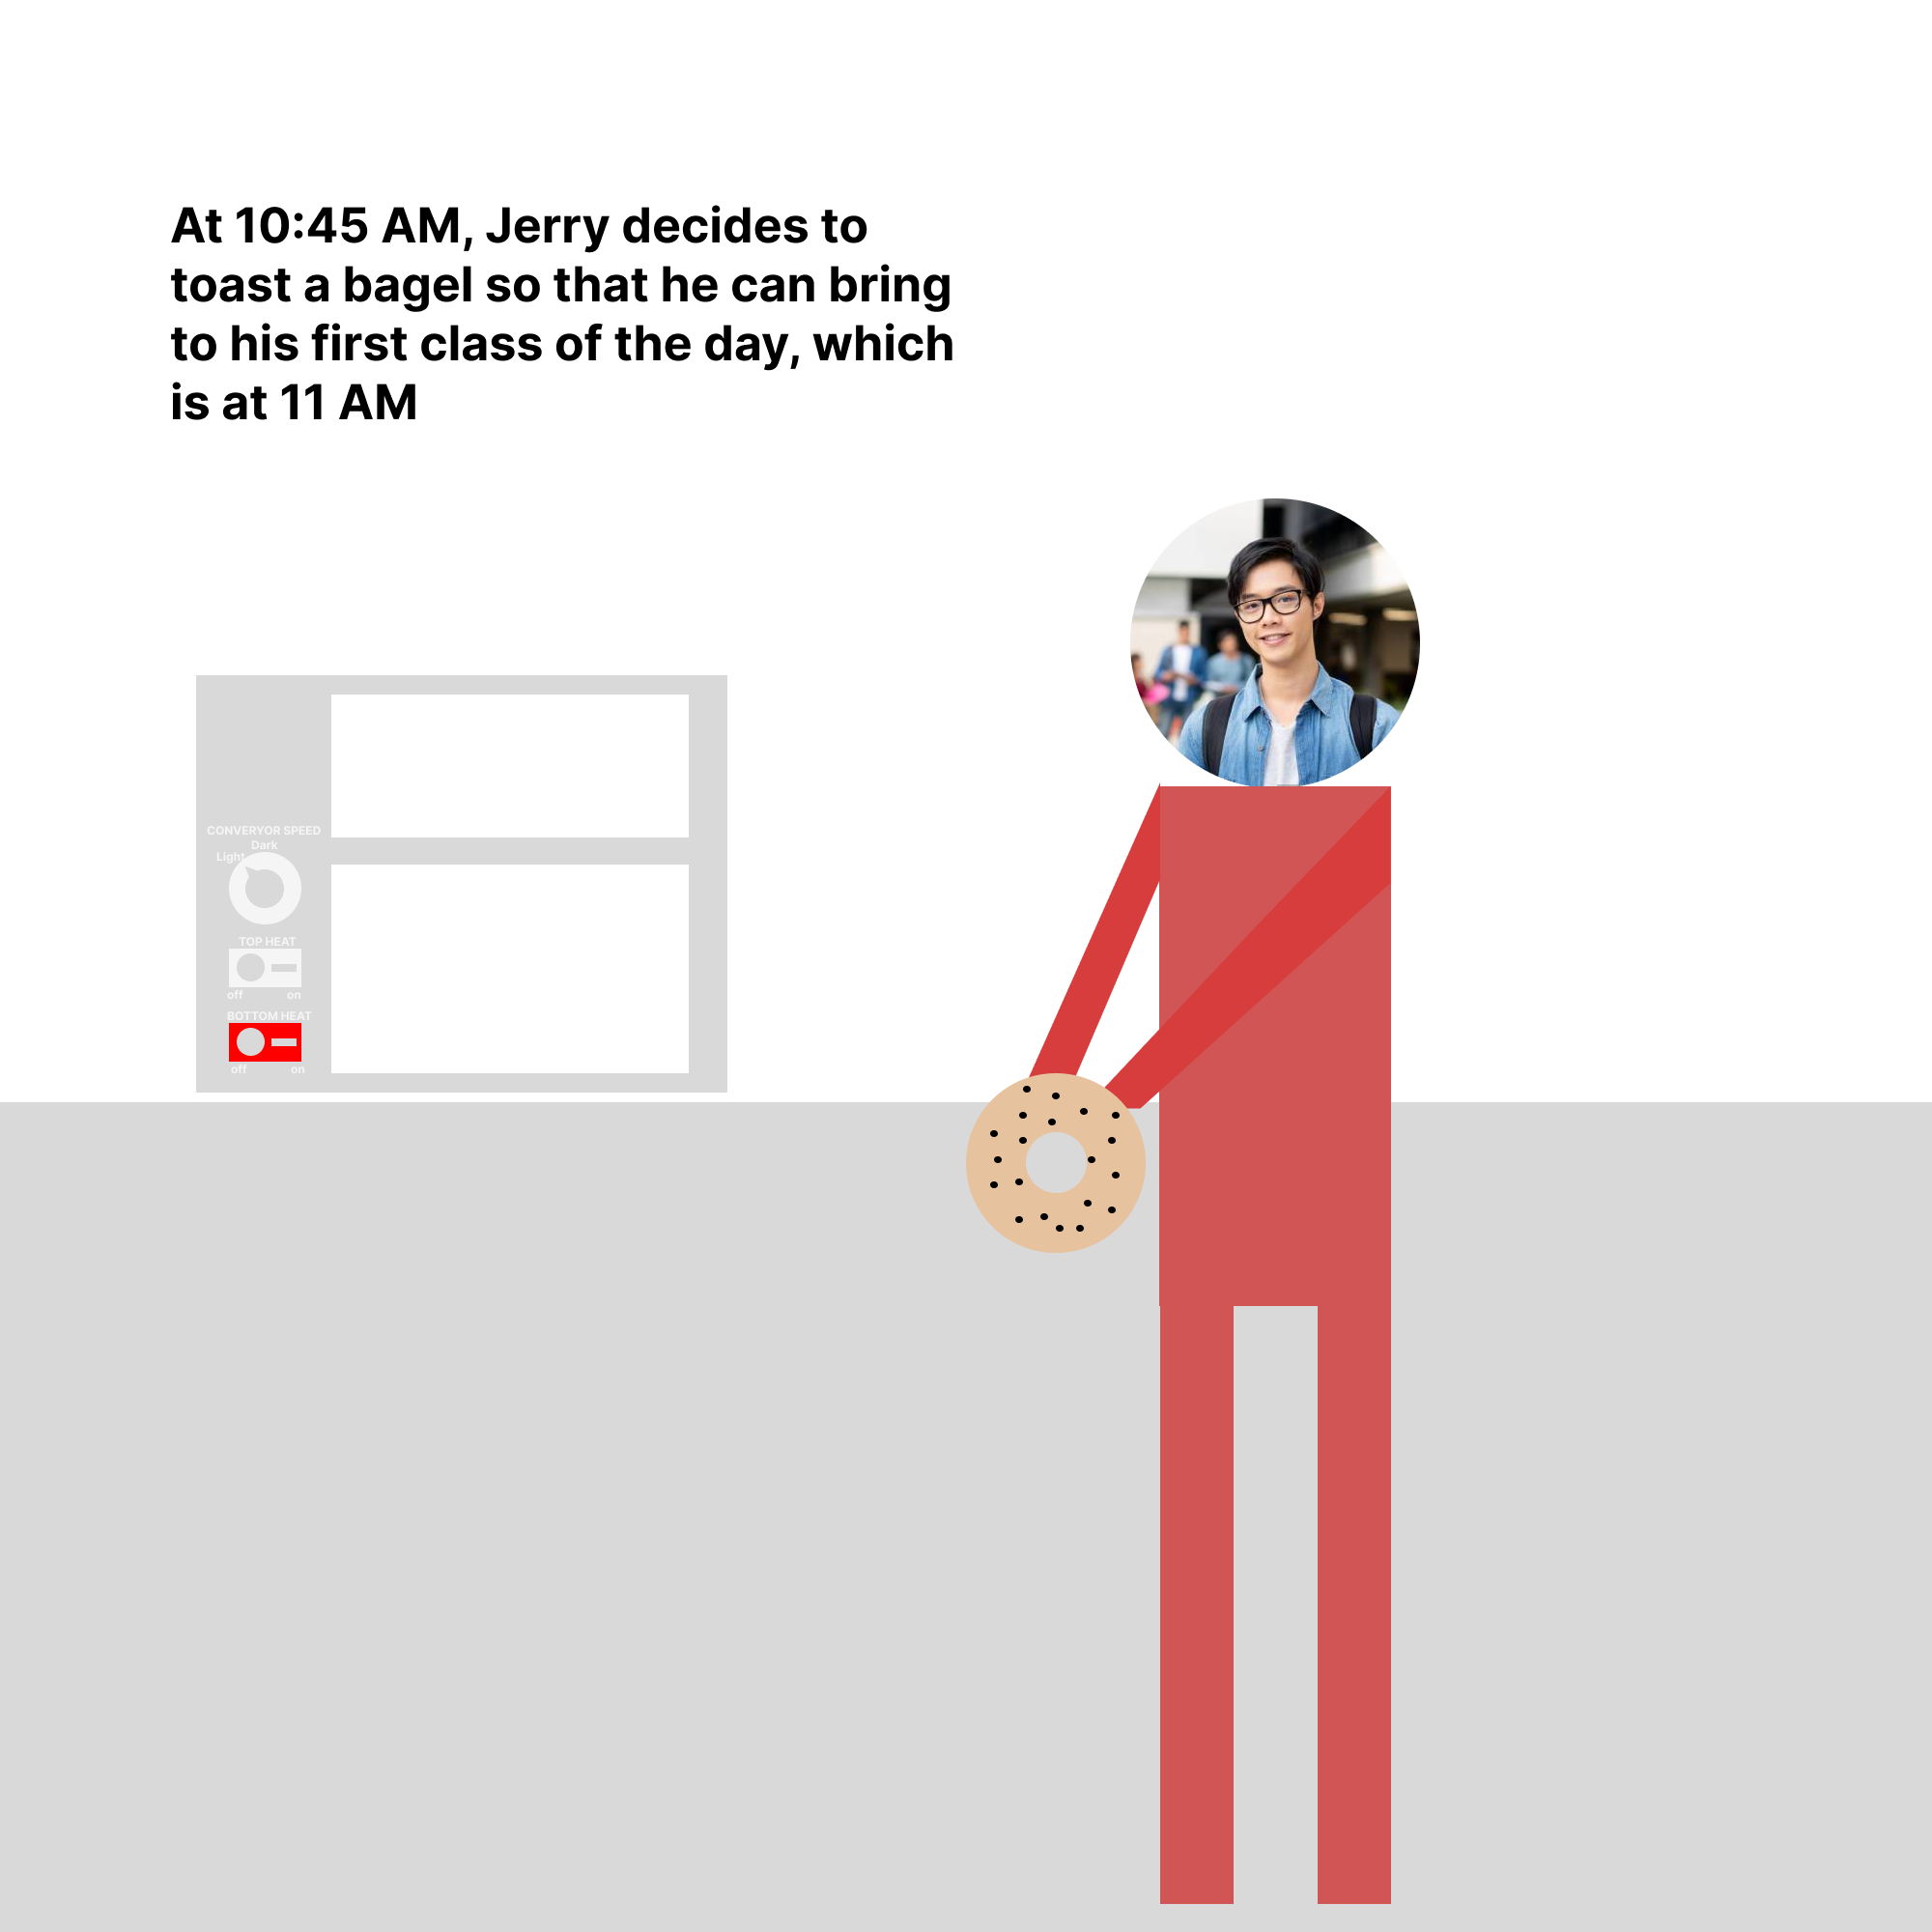 At 10:45 AM, Jerry decides to
toast a bagel so that he can bring
to his first class of the day, which
is at 11 AM
CONVERYOR SPEED
Dark
Light
TOP HEAT
off on
BOTTOM HEAT
off on